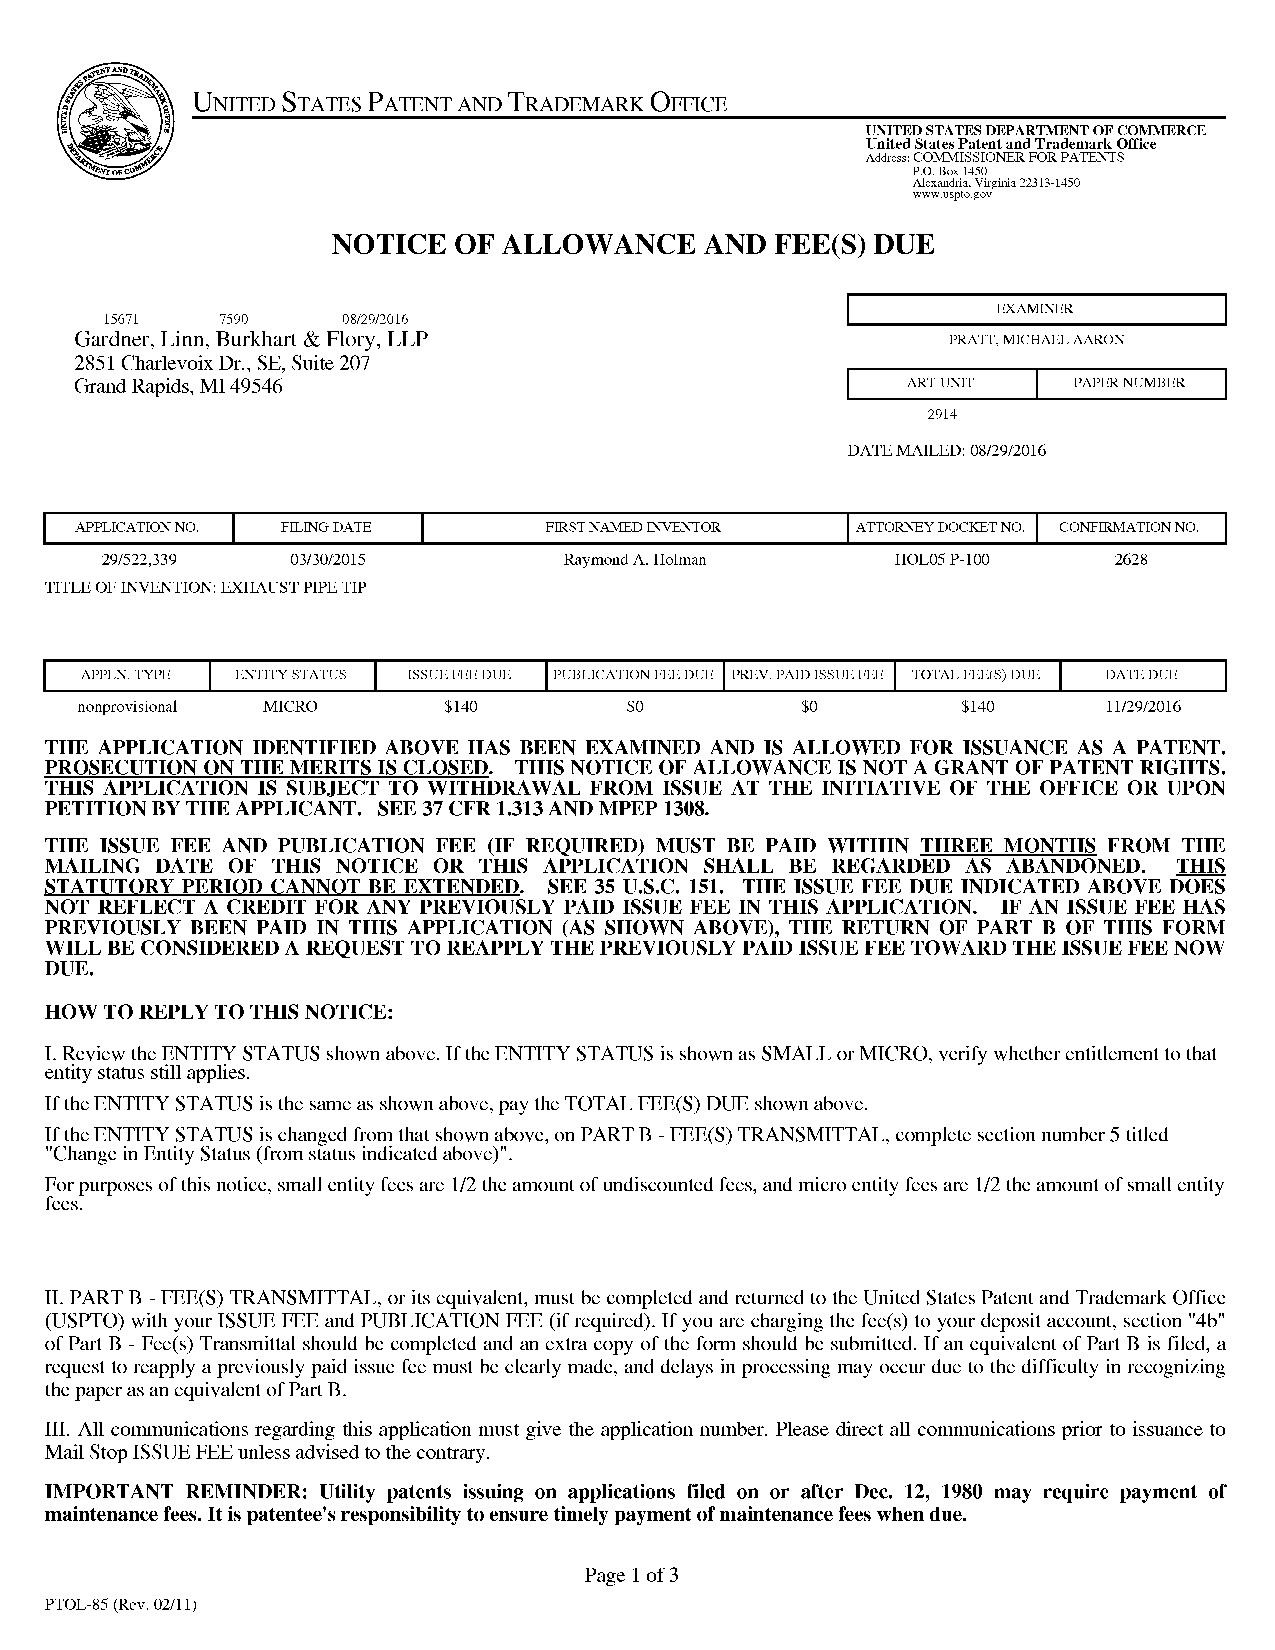 UNITED STATES PATENT AND TRADEMARK OFFICE
UNITED STATES PATENT AND TRADEMARK OFFICE
DEPARTMENT OF COMMERCE
UNITED STATES DEPARTMENT OF COMMERCE
United States Patent and Trademark Office
Address: COMMISSIONER FOR PATENTS
P.O. Box 1450
Alexandria, Virginia 22313-1450
www.uspto.gov
NOTICE OF ALLOWANCE AND FEE(S) DUE
15671 7590 08/29/2016
Gardner, Linn, Burkhart & Flory, LLP
2851 Charlevoix Dr., SE, Suite 207
Grand Rapids, MI 49546
EXAMINER
PRATT, MICHAEL AARON
ART UNIT PAPER NUMBER
2914
DATE MAILED: 08/29/2016
APPLICATION NO. FILING DATE FIRST NAMED INVENTOR ATTORNEY DOCKET NO. CONFIRMATION NO.
29/522,339 03/30/2015 Raymond A. Holman HOL05 P-100 2628
TITLE OF INVENTION: EXHAUST PIPE TIP
APPLN. TYPE ENTITY STATUS ISSUE FEE DUE PUBLICATION FEE DUE PREV. PAID ISSUE FEE TOTAL FEE(S) DUE DATE DUE
nonprovisional MICRO $140 $0 $0 $140 11/29/2016
THE APPLICATION IDENTIFIED ABOVE HAS BEEN EXAMINED AND IS ALLOWED FOR ISSUANCE AS A PATENT.
PROSECUTION ON THE MERITS IS CLOSED. THIS NOTICE OF ALLOWANCE IS NOT A GRANT OF PATENT RIGHTS.
THIS APPLICATION IS SUBJECT TO WITHDRAWAL FROM ISSUE AT THE INITIATIVE OF THE OFFICE OR UPON
PETITION BY THE APPLICANT. SEE 37 CFR 1.313 AND MPEP 1308.
THE ISSUE FEE AND PUBLICATION FEE (IF REQUIRED) MUST BE PAID WITHIN THREE MONTHS FROM THE
MAILING DATE OF THIS NOTICE OR THIS APPLICATION SHALL BE REGARDED AS ABANDONED. THIS
STATUTORY PERIOD CANNOT BE EXTENDED. SEE 35 U.S.C. 151. THE ISSUE FEE DUE INDICATED ABOVE DOES
NOT REFLECT A CREDIT FOR ANY PREVIOUSLY PAID ISSUE FEE IN THIS APPLICATION. IF AN ISSUE FEE HAS
PREVIOUSLY BEEN PAID IN THIS APPLICATION (AS SHOWN ABOVE), THE RETURN OF PART B OF THIS FORM
WILL BE CONSIDERED A REQUEST TO REAPPLY THE PREVIOUSLY PAID ISSUE FEE TOWARD THE ISSUE FEE NOW
DUE.
HOW TO REPLY TO THIS NOTICE:
I. Review the ENTITY STATUS shown above. If the ENTITY STATUS is shown as SMALL or MICRO, verify whether entitlement to that
entity status still applies.
If the ENTITY STATUS is the same as shown above, pay the TOTAL FEE(S) DUE shown above.
If the ENTITY STATUS is changed from that shown above, on PART B - FEE(S) TRANSMITTAL, complete section number 5 titled
"Change in Entity Status (from status indicated above)".
For purposes of this notice, small entity fees are 1/2 the amount of undiscounted fees, and micro entity fees are 1/2 the amount of small entity
fees.
II. PART B - FEE(S) TRANSMITTAL, or its equivalent, must be completed and returned to the United States Patent and Trademark Office
(USPTO) with your ISSUE FEE and PUBLICATION FEE (if required). If you are charging the fee(s) to your deposit account, section "4b"
of Part B - Fee(s) Transmittal should be completed and an extra copy of the form should be submitted. If an equivalent of Part B is filed, a
request to reapply a previously paid issue fee must be clearly made, and delays in processing may occur due to the difficulty in recognizing
the paper as an equivalent of Part B.
III. All communications regarding this application must give the application number. Please direct all communications prior to issuance to
Mail Stop ISSUE FEE unless advised to the contrary.
IMPORTANT REMINDER: Utility patents issuing on applications filed on or after Dec. 12, 1980 may require payment of
maintenance fees. It is patentee's responsibility to ensure timely payment of maintenance fees when due.
Page 1 of 3
PTOL-85 (Rev. 02/11)